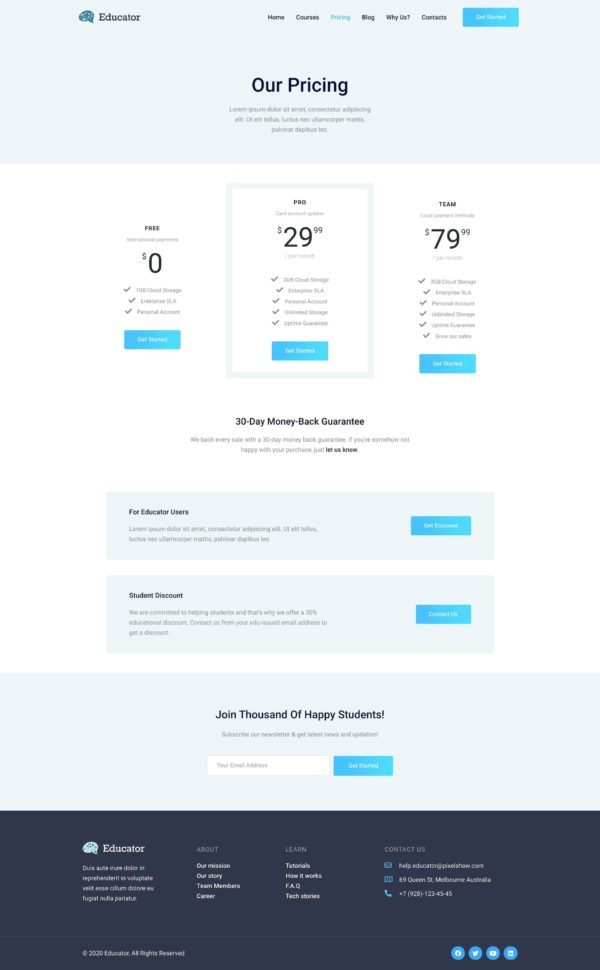 Educator
Home Courses Pricing Blog Why Us? Contacts Get Started
Our Pricing
Lorem ipsum dolor sit amet, consectetur adipiscing
elit. Ut elit tellus, luctus nec ullamcorper mattis,
pulvinar dapibus leo.
FREE
International payments
$0
1GB Cloud Storage
Enterprise SLA
Personal Account
Get Started
PRO
Card account updater
$29 99
/ per month
2GB Cloud Storage
Enterprise SLA
Personal Account
Unlimited Storage
Uptime Guarantee
Get Started
TEAM
Local payment methods
$79 99
/ per month
3GB Cloud Storage
Enterprise SLA
Personal Account
Unlimited Storage
Uptime Guarantee
Grow our sales
Get Started
30-Day Money-Back Guarantee
We back every sale with a 30-day money back guarantee. If you're somehow not
happy with your purchase, just let us know.
For Educator Users
Lorem ipsum dolor sit amet, consectetur adipiscing elit. Ut elit tellus,
luctus nec ullamcorper mattis, pulvinar dapibus leo.
Get Discount
Student Discount
We are committed to helping students and that's why we offer a 30%
educational discount. Contact us from your edu-issued email address to
get a discount.
Contact Us
Join Thousand Of Happy Students!
Subscribe our newsletter & get latest news and updation!
Your Email Address
Get Started
Educator
Duis aute irure dolor in
reprehenderit in voluptate
velit esse cillum dolore eu
fugiat nulla pariatur.
ABOUT
Our mission
Our story
Team Members
Career
LEARN
Tutorials
How it works
F.A.Q
Tech stories
CONTACT US
help.educator@pixelshow.com
69 Queen St, Melbourne Australia
+7 (928)-123-45-45
© 2020 Educator, All Rights Reserved